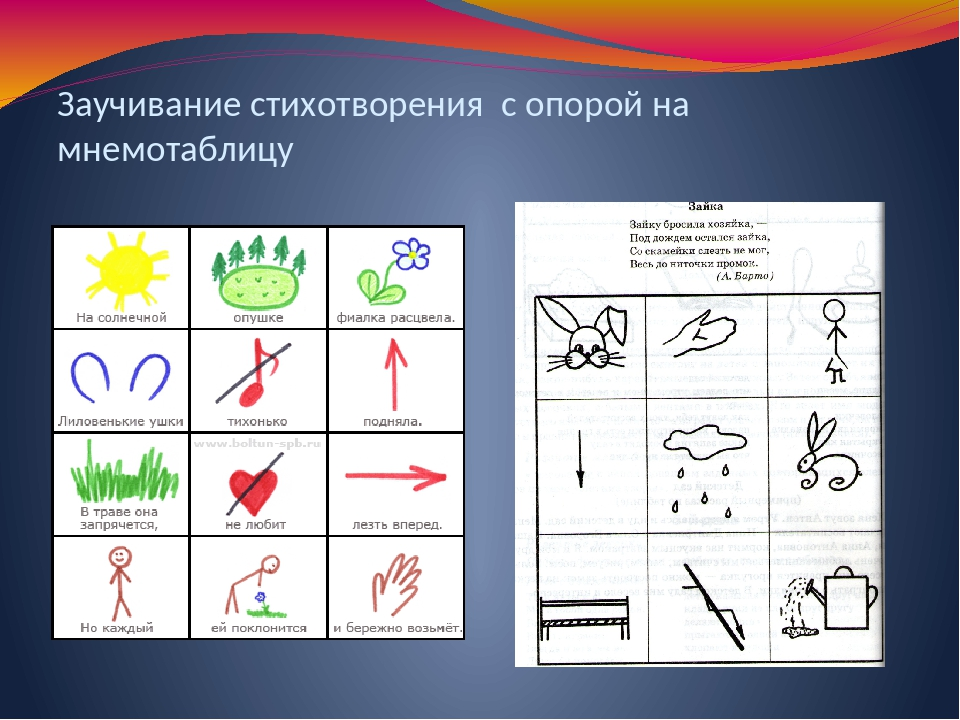 Заучивание стихотворения с опорой на
мнемотаблицу
На солнечной
опушке
фиалка расцвела.
Лиловенькие ушки
тихонько
подняла.
www.boltun-spb.ru
В траве она
запрячется,
не любит
лезть вперед.
Но каждый
ей поклонится
и бережно возьмёт.
Зайка
Зайку бросила хозяйка, —
Под дождем остался зайка,
Со скамейки слезть не мог,
Весь до ниточки промок.
(А. Барто)